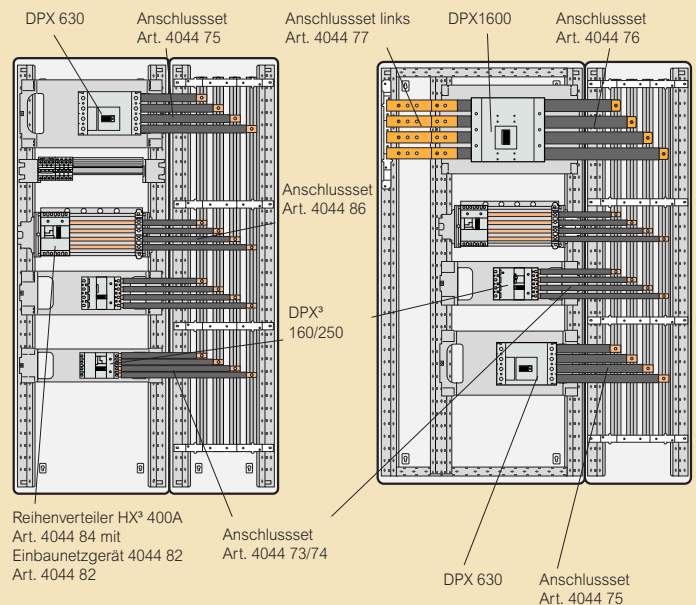 DPX 630
Anschlussset
Art. 4044 75
Anschlussset links
Art. 4044 77
DPX1600
Anschlussset
Art. 4044 76
Anschlussset
Art. 4044 86
DPX³
160/250
Reihenverteiler HX³ 400A
Art. 4044 84 mit
Einbaunetzgerät 4044 82
Art. 4044 82
Anschlussset
Art. 4044 73/74
DPX 630
Anschlussset
Art. 4044 75